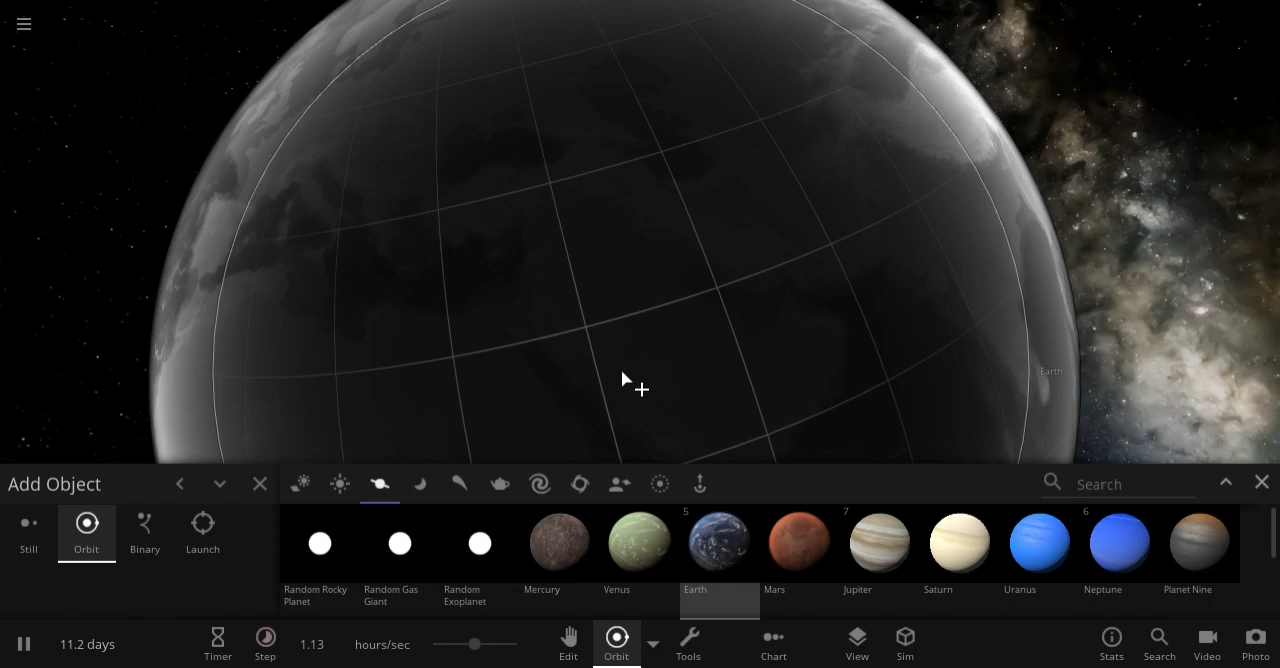 Earth
Add Object
Search
Still
Orbit
Binary
Launch
5
7
6
Random Rocky
Planet
Random Gas
Giant
Random
Exoplanet
Mercury
Venus
Earth
Mars
Jupiter
Saturn
Uranus
Neptune
Planet Nine
11.2 days
Timer
Step
1.13
hours/sec
Edit
Orbit
Tools
Chart
View
Sim
Stats
Search
Video
Photo